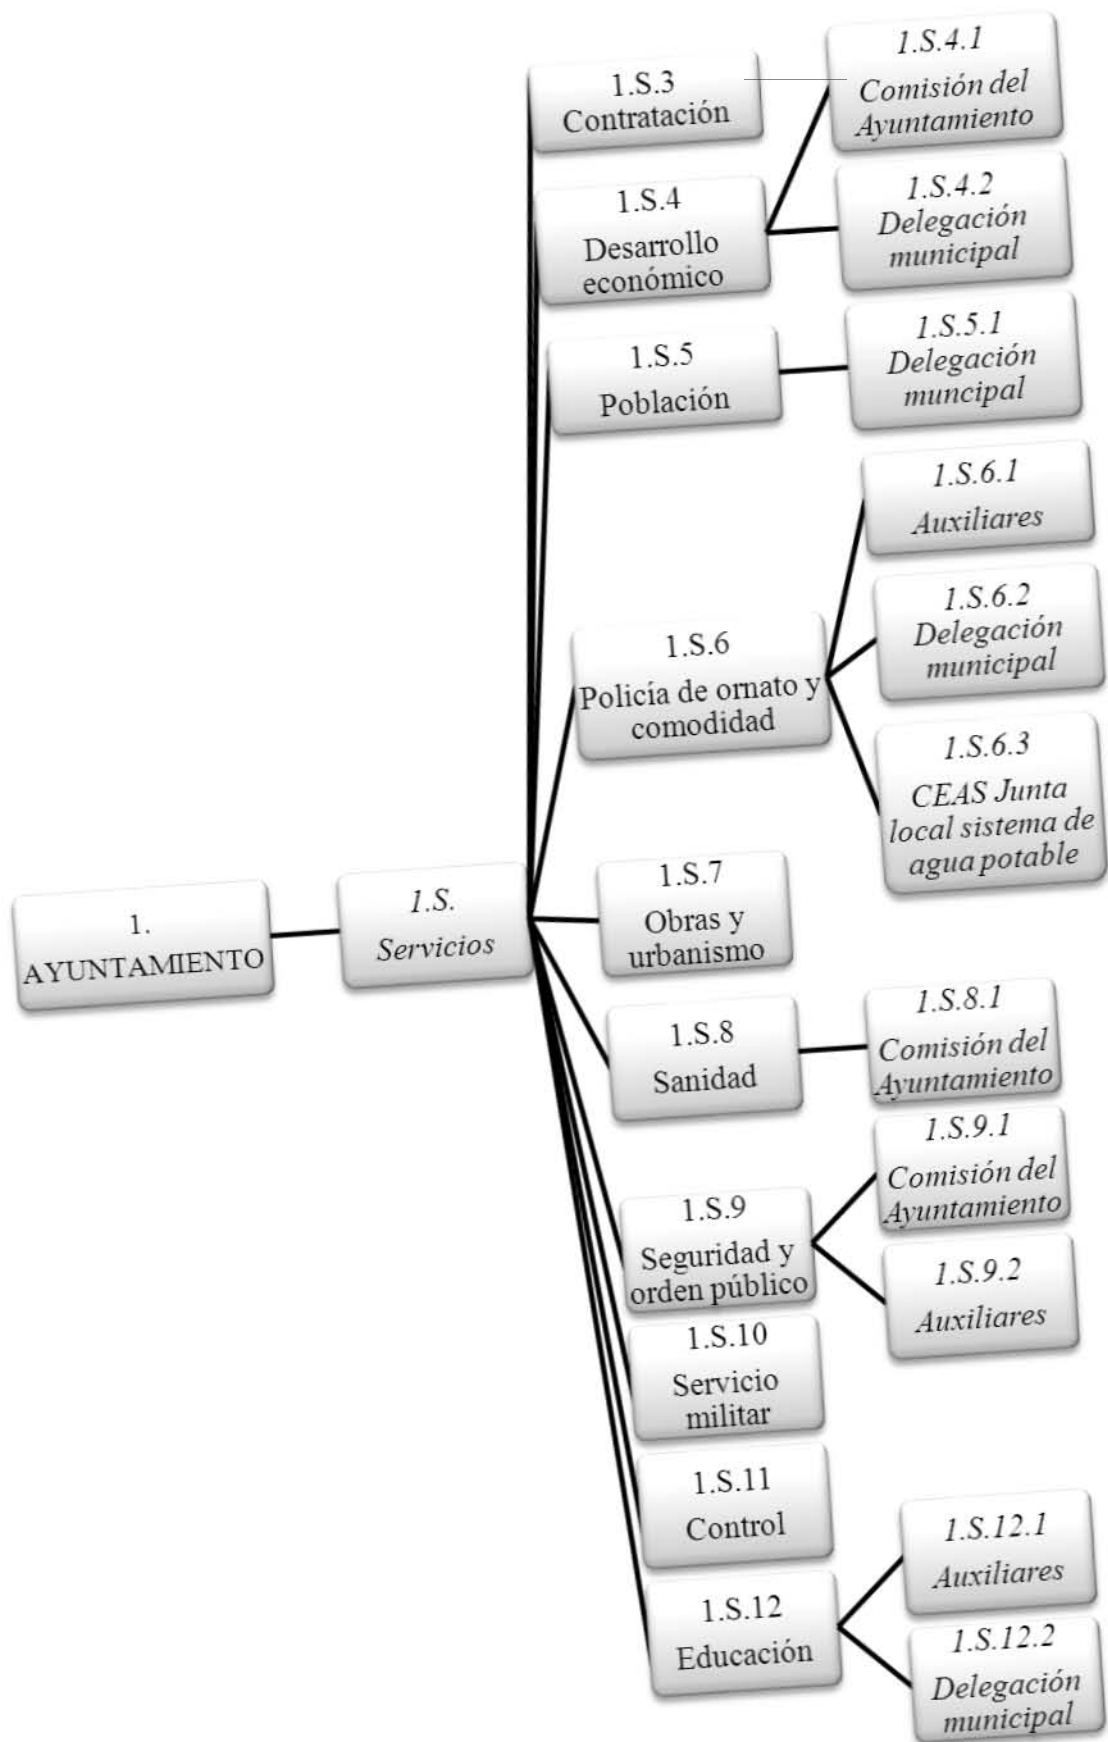 1.
AYUNTAMIENTO
1.S.
Servicios
1.S.3
Contratación
1.S.4
Desarrollo
económico
1.S.4.1
Comisión del
Ayuntamiento
1.S.4.2
Delegación
municipal
1.S.5
Población
1.S.5.1
Delegación
muncipal
1.S.6
Policía de ornato y
comodidad
1.S.6.1
Auxiliares
1.S.6.2
Delegación
municipal
1.S.6.3
CEAS Junta
local sistema de
agua potable
1.S.7
Obras y
urbanismo
1.S.8
Sanidad
1.S.8.1
Comisión del
Ayuntamiento
1.S.9
Seguridad y
orden público
1.S.9.1
Comisión del
Ayuntamiento
1.S.9.2
Auxiliares
1.S.10
Servicio
militar
1.S.11
Control
1.S.12
Educación
1.S.12.1
Auxiliares
1.S.12.2
Delegación
municipal